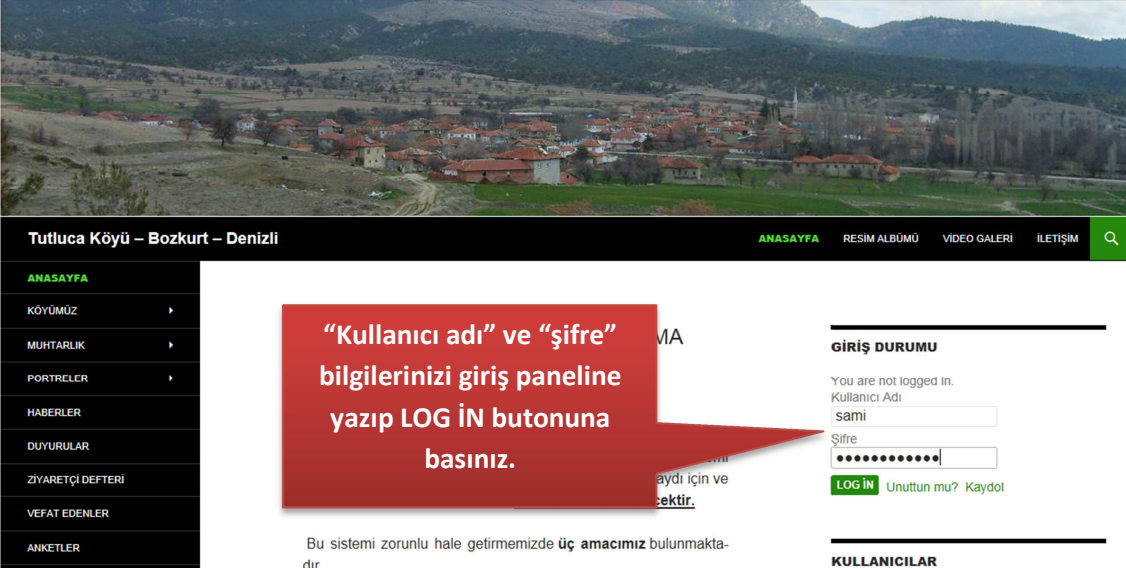 Tutluca Köyü – Bozkurt – Denizli
ANASAYFA
RESİM ALBÜMÜ
VİDEO GALERİ
İLETİŞİM
ANASAYFA
KÖYÜMÜZ
MUHTARLIK
PORTRELER
HABERLER
DUYURULAR
ZİYARETÇİ DEFTERİ
VEFAT EDENLER
ANKETLER
“Kullanıcı adı” ve “şifre”
bilgilerinizi giriş paneline
yazıp LOG İN butonuna
basınız.
MA
aydı için ve
ektir.
Bu sistemi zorunlu hale getirmemizde üç amacımız bulunmakta-
dır
GİRİŞ DURUMU
You are not logged in.
Kullanıcı Adı
sami
Şifre
●●●●●●●●●●●●
LOG İN Unuttun mu? Kaydol
KULLANICILAR